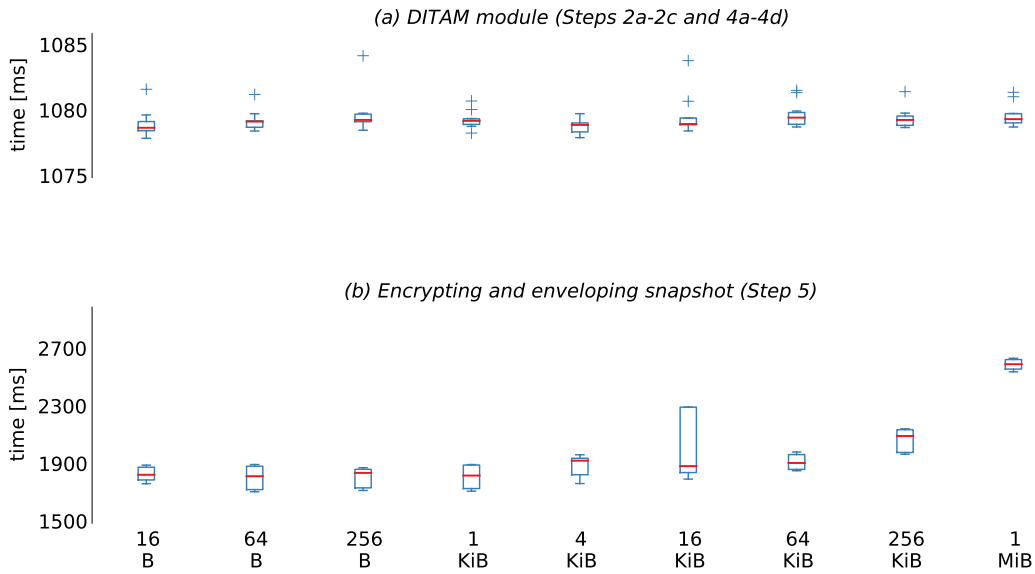 (a) DITAM module (Steps 2a-2c and 4a-4d)
1085
1080
1075
time [ms]
(b) Encrypting and enveloping snapshot (Step 5)
2700
2300
1900
1500
time [ms]
16 64 256 1 4 16 64 256 1
B B B KiB KiB KiB KiB KiB MiB